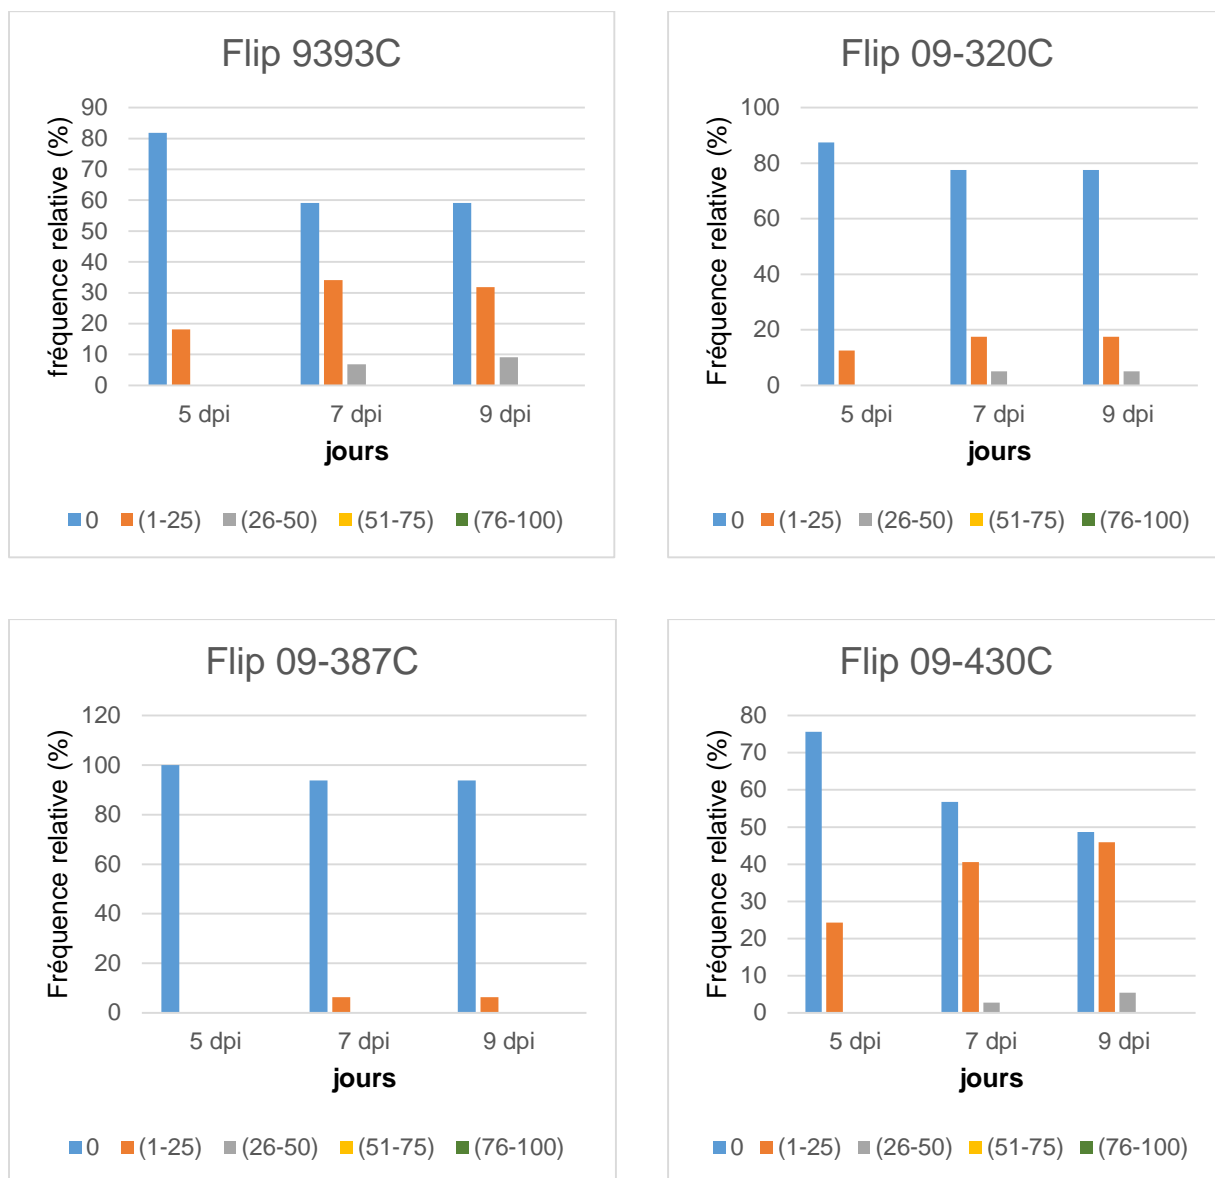 Flip 9393C
fréquence relative (%)
90
80
70
60
50
40
30
20
10
0
5 dpi 7 dpi 9 dpi
jours
0 (1-25) (26-50) (51-75) (76-100)
Flip 09-320C
Fréquence relative (%)
100
80
60
40
20
0
5 dpi 7 dpi 9 dpi
jours
0 (1-25) (26-50) (51-75) (76-100)
Flip 09-387C
Fréquence relative (%)
120
100
80
60
40
20
0
5 dpi 7 dpi 9 dpi
jours
0 (1-25) (26-50) (51-75) (76-100)
Flip 09-430C
Fréquence relative (%)
80
70
60
50
40
30
20
10
0
5 dpi 7 dpi 9 dpi
jours
0 (1-25) (26-50) (51-75) (76-100)